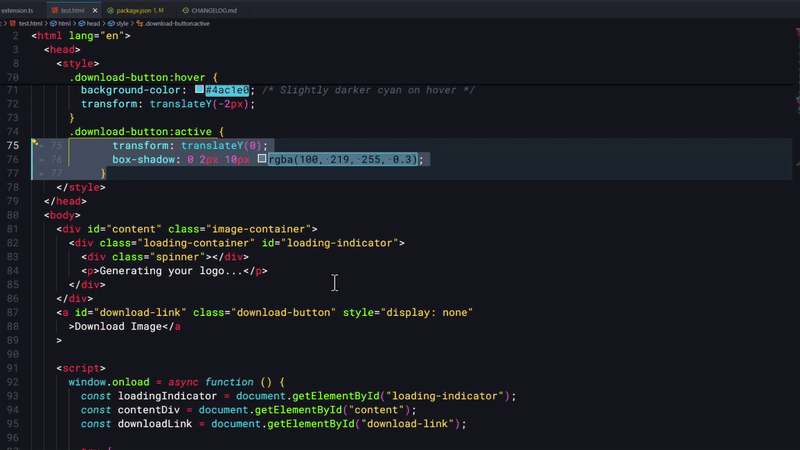 extension.ts test.html × package.json 1, M CHANGELOG.md
test.html > html > head > style > .download-button:active
2 <html lang="en">
3 <head>
8 <style>
70 .download-button:hover {
71 background-color: #4ac1e0; /* Slightly darker cyan on hover */
72 transform: translateY(-2px);
73 }
74 .download-button:active {
75 75 transform: translateY(0);
76 76 box-shadow: 0 2px 10px rgba(100, 219, 255, 0.3);
77 77 }
78 </style>
79 </head>
80 <body>
81 <div id="content" class="image-container">
82 <div class="loading-container" id="loading-indicator">
83 <div class="spinner"></div>
84 <p>Generating your logo...</p>
85 </div>
86 </div>
87 <a id="download-link" class="download-button" style="display: none"
88 >Download Image</a
89 >
90
91 <script>
92 window.onload = async function () {
93 const loadingIndicator = document.getElementById("loading-indicator");
94 const contentDiv = document.getElementById("content");
95 const downloadLink = document.getElementById("download-link");
96